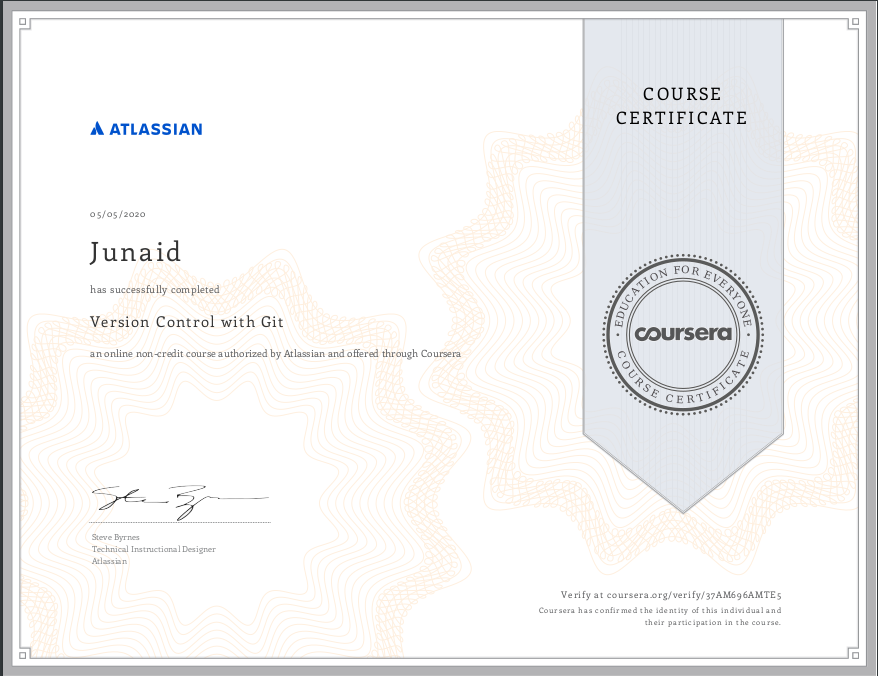 COURSE
CERTIFICATE
ATLASSIAN
05/05/2020
Junaid
has successfully completed
Version Control with Git
an online non-credit course authorized by Atlassian and offered through Coursera
EDUCATION FOR EVERYONE
coursera
COURSE CERTIFICATE
Steve Byrnes
Technical Instructional Designer
Atlassian
Verify at coursera.org/verify/37AM696AMTE5
Coursera has confirmed the identity of this individual and
their participation in the course.